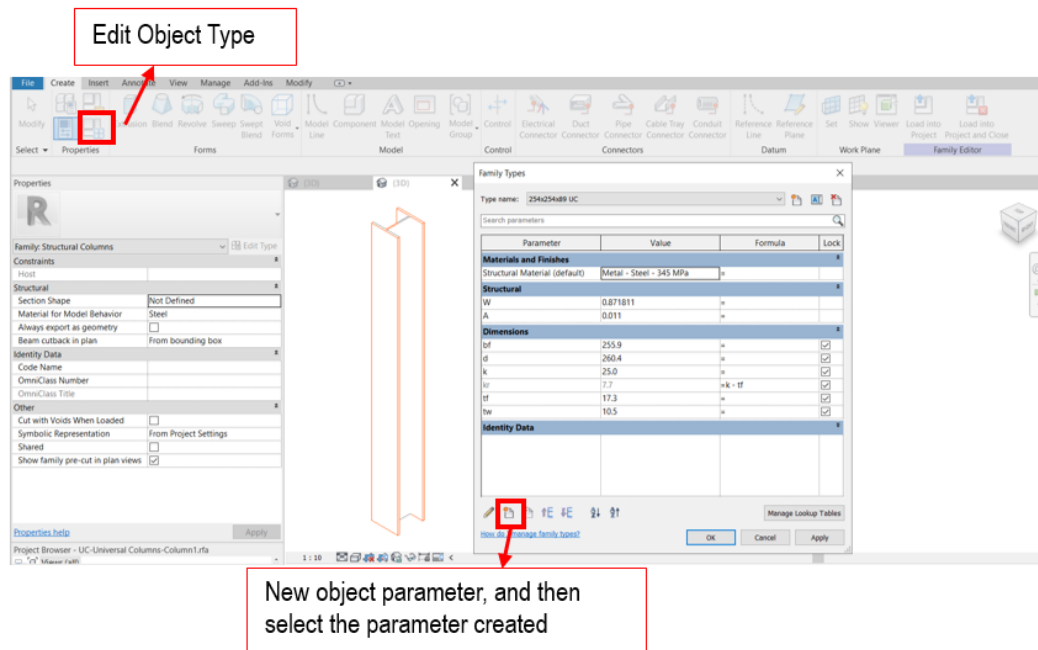 Edit Object Type
File Create Insert Annotate View Manage Add-Ins Modify
Modify Blend Revolve Sweep Swept Void Model Component Model Opening Model Control Electrical Duct Pipe Cable Tray Conduit Reference Reference Set Show Viewer Load into Load into
Blend Forms Line Text Group Connector Connector Connector Connector Connector Line Plane Project Project and Close
Select Properties Forms Model Control Connectors Datum Work Plane Family Editor
Properties
(3D)
(3D)
X
R
Family: Structural Columns
Edit Type
Constraints
Host
Structural
Section Shape Not Defined
Material for Model Behavior Steel
Always export as geometry
Beam cutback in plan From bounding box
Identity Data
Code Name
OmniClass Number
OmniClass Title
Other
Cut with Voids When Loaded
Symbolic Representation From Project Settings
Shared
Show family pre-cut in plan views
Properties help
Apply
Project Browser - UC-Universal Columns-Column1.rfa
1 : 10
Family Types
Type name: 254x254x89 UC
Search parameters
Parameter Value Formula Lock
Materials and Finishes
Structural Material (default) Metal - Steel - 345 MPa =
Structural
W 0.871811 =
A 0.011 =
Dimensions
bf 255.9 =
d 260.4 =
k 25.0 =
kr 7.7 =k - tf
tf 17.3 =
tw 10.5 =
Identity Data
Manage Lookup Tables
How do I manage family types?
OK Cancel Apply
New object parameter, and then
select the parameter created